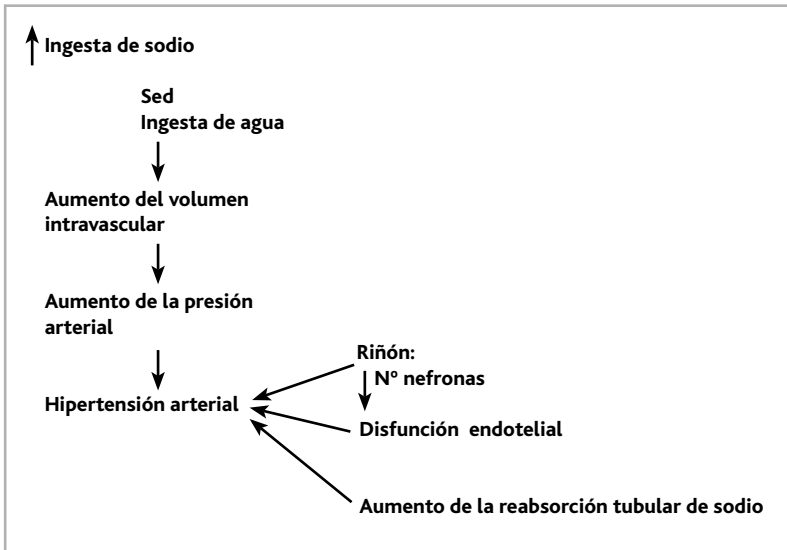 Ingesta de sodio
Sed
Ingesta de agua
Aumento del volumen
intravascular
Aumento de la presión
arterial
Hipertensión arterial
Riñón:
Nº nefronas
Disfunción endotelial
Aumento de la reabsorción tubular de sodio